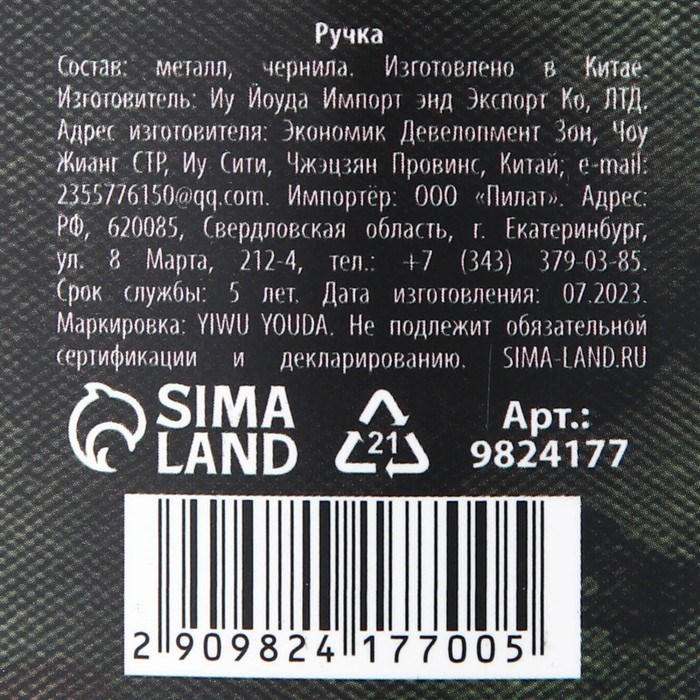 Ручка
Состав: металл, чернила. Изготовлено в Китае.
Изготовитель: Иу Йоуда Импорт энд Экспорт Ко, ЛТД.
Адрес изготовителя: Экономик Девелопмент Зон, Чоу
Жианг СТР, Иу Сити, Чжэцзян Провинс, Китай; e-mail:
2355776150@qq.com. Импортёр: ООО «Пилат». Адрес:
РФ, 620085, Свердловская область, г. Екатеринбург,
ул. 8 Марта, 212-4, тел.: +7 (343) 379-03-85.
Срок службы: 5 лет. Дата изготовления: 07.2023.
Маркировка: YIWU YOUDA. Не подлежит обязательной
сертификации и декларированию. SIMA-LAND.RU
SIMA
LAND
21
Арт.:
9824177
2 909824 177005